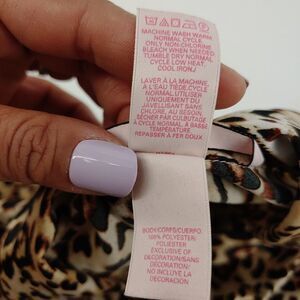 MACHINE WASH WARM
NORMAL CYCLE
ONLY NON-CHLORINE
BLEACH WHEN NEEDED
TUMBLE DRY NORMAL
CYCLE LOW HEAT,
COOL IRON
LAVER À LA MACHINE,
À L'EAU TIÈDE, CYCLE
NORMAL. UTILISER
UNIQUEMENT DU
JAVELLISANT SANS
CHLORE, AU BESOIN,
SÉCHER PAR CULBUTAGE
À CYCLE NORMAL, À BASSE
TEMPÉRATURE.
REPASSER À FER DOUX.
BODY/CORPS/CUERPO:
100% POLYESTER/
POLIÉSTER
EXCLUSIVE OF
DECORATION/SANS
DÉCORATION/
NO INCLUYE LA
DECORACIÓN